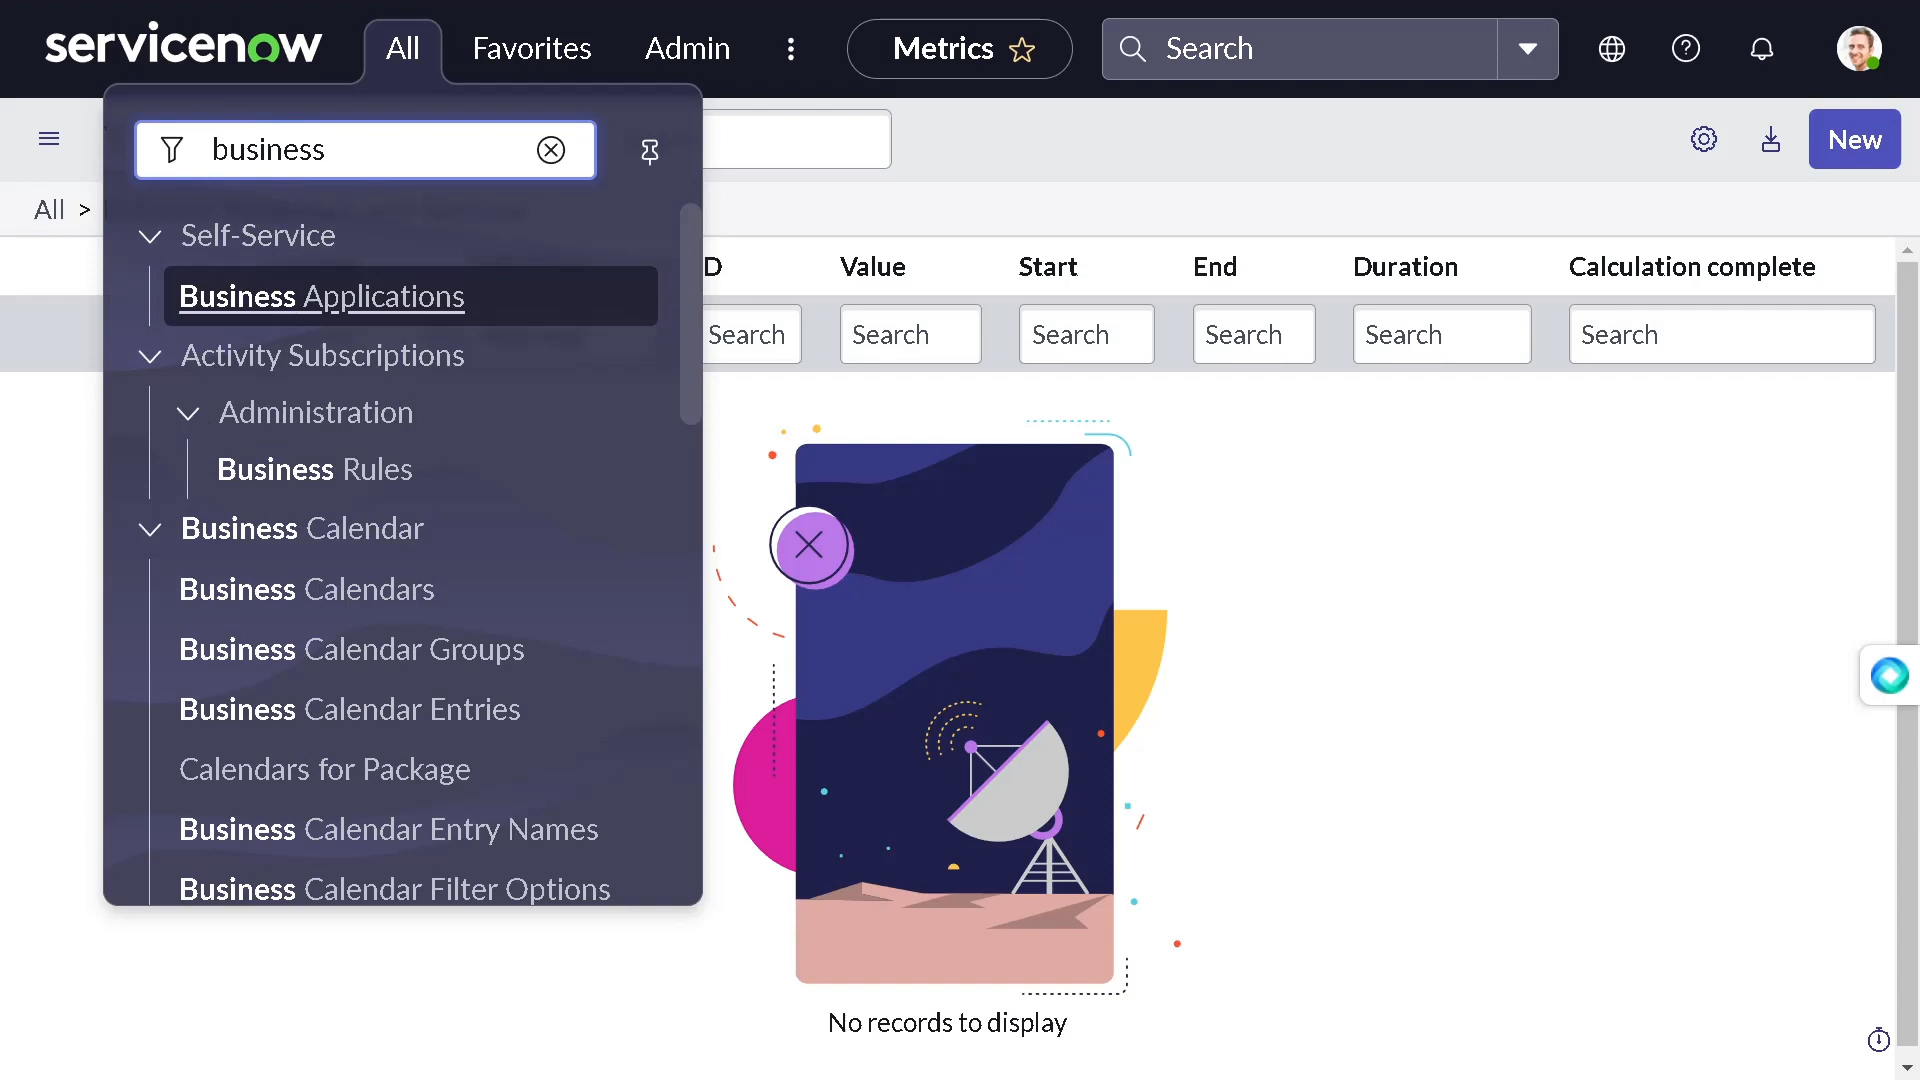 servicenow
All
Favorites
Admin
Metrics
Search
business
New
All >
Self-Service
Business Applications
Activity Subscriptions
Administration
Business Rules
Business Calendar
Business Calendars
Business Calendar Groups
Business Calendar Entries
Calendars for Package
Business Calendar Entry Names
Business Calendar Filter Options
D
Value
Start
End
Duration
Calculation complete
Search
Search
Search
Search
Search
Search
No records to display